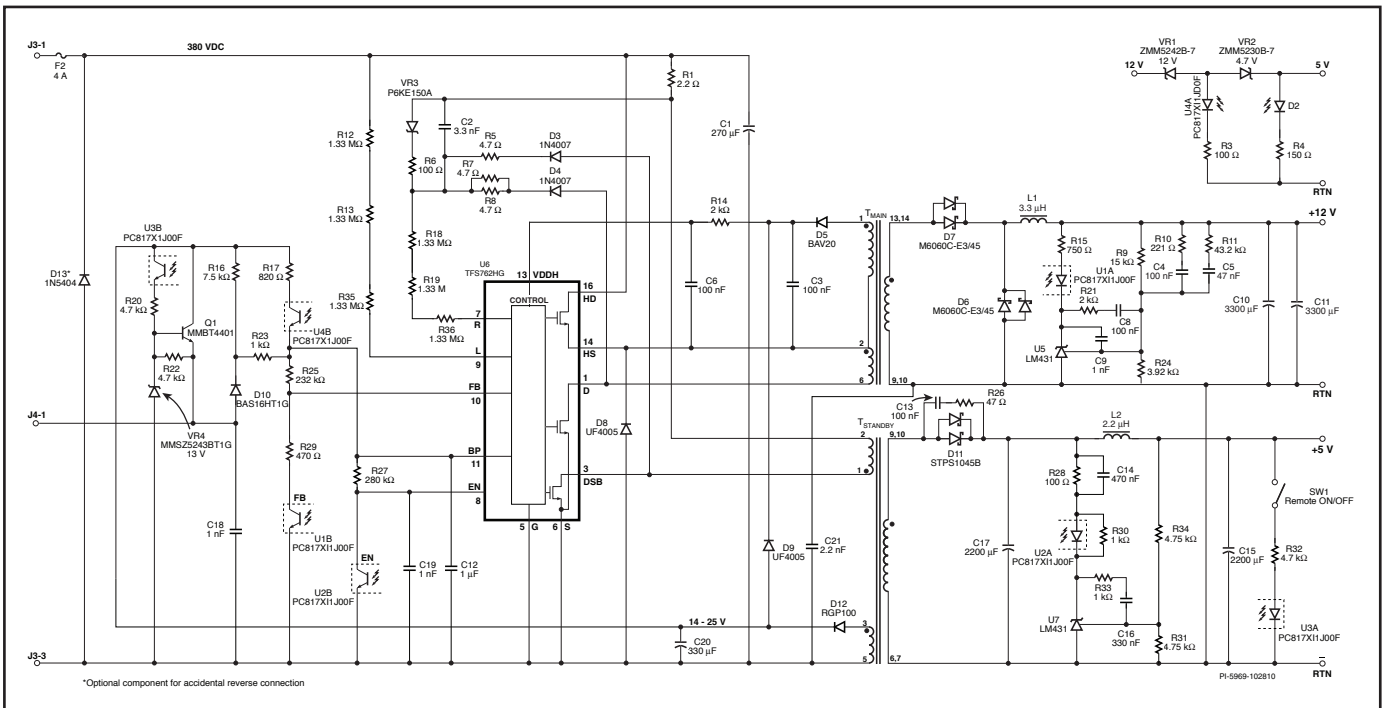 J3-1
380 VDC
F2
4 A
VR3
P6KE150A
C2
3.3 nF
R5
4.7 Ω
D3
1N4007
R6
100 Ω
R7
4.7 Ω
D4
1N4007
R8
4.7 Ω
R12
1.33 MΩ
R13
1.33 MΩ
R35
1.33 MΩ
R18
1.33 MΩ
R19
1.33 M
R36
1.33 MΩ
R1
2.2 Ω
C1
270 µF
VR1
ZMM5242B-7
12 V
VR2
ZMM5230B-7
4.7 V
12 V
5 V
U4A
PC817X1JD0F
D2
R3
100 Ω
R4
150 Ω
RTN
R14
2 kΩ
D5
BAV20
C6
100 nF
C3
100 nF
TMAIN
1
2
6
13,14
9,10
D7
M6060C-E3/45
D6
M6060C-E3/45
L1
3.3 µH
+12 V
R15
750 Ω
U1A
PC817X1J00F
R21
2 kΩ
C8
100 nF
C9
1 nF
U5
LM431
R9
15 kΩ
R10
221 Ω
R11
43.2 kΩ
C4
100 nF
C5
47 nF
R24
3.92 kΩ
C10
3300 µF
C11
3300 µF
RTN
U3B
PC817X1J00F
D13*
1N5404
R20
4.7 kΩ
Q1
MMBT4401
R22
4.7 kΩ
VR4
MMSZ5243BT1G
13 V
R16
7.5 kΩ
R17
820 Ω
U4B
PC817X1J00F
R23
1 kΩ
R25
232 kΩ
D10
BAS16HT1G
J4-1
R29
470 Ω
FB
U1B
PC817XI1J00F
C18
1 nF
R27
280 kΩ
EN
U2B
PC817XI1J00F
C19
1 nF
C12
1 µF
U6
TFS762HG
13 VDDH
CONTROL
16
HD
14
HS
1
D
3
DSB
7
R
L
9
FB
10
BP
11
EN
8
5 G
6 S
D8
UF4005
D9
UF4005
C21
2.2 nF
D12
RGP100
14 - 25 V
C20
330 µF
TSTANDBY
2
1
3
5
9,10
6,7
C13
100 nF
R26
47 Ω
D11
STPS1045B
L2
2.2 µH
+5 V
C17
2200 µF
R28
100 Ω
C14
470 nF
U2A
PC817XI1J00F
R30
1 kΩ
R33
1 kΩ
C16
330 nF
U7
LM431
R34
4.75 kΩ
R31
4.75 kΩ
C15
2200 µF
SW1
Remote ON/OFF
R32
4.7 kΩ
U3A
PC817XI1J00F
RTN
J3-3
*Optional component for accidental reverse connection
PI-5969-102810